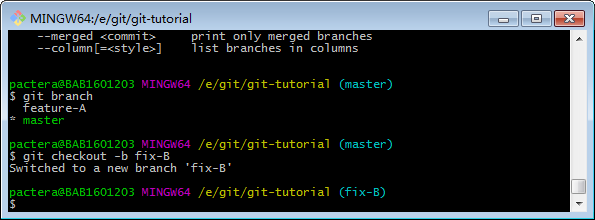 MINGW64:/e/git/git-tutorial
--merged <commit>     print only merged branches
--column[=<style>]    list branches in columns
pactera@BAB1601203 MINGW64 /e/git/git-tutorial (master)
$ git branch
feature-A
* master
pactera@BAB1601203 MINGW64 /e/git/git-tutorial (master)
$ git checkout -b fix-B
Switched to a new branch 'fix-B'
pactera@BAB1601203 MINGW64 /e/git/git-tutorial (fix-B)
$